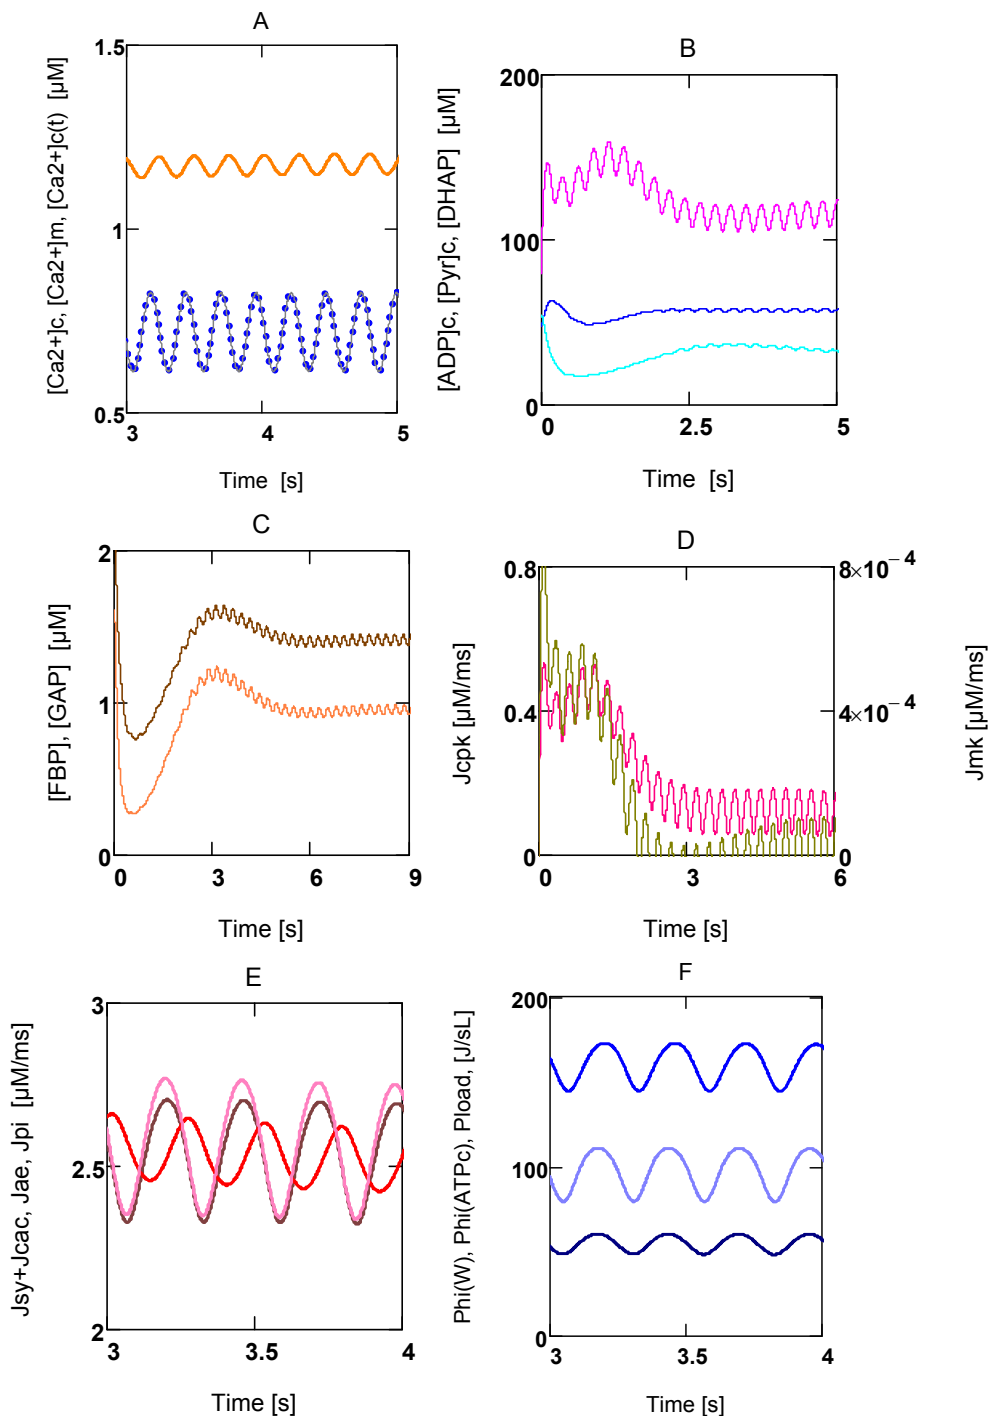 A
[Ca2+]c, [Ca2+]m, [Ca2+]c(t) [µM]
1.5
1
0.5
3
4
5
Time [s]
B
[ADP]c, [Pyr]c, [DHAP] [µM]
200
100
0
0
2.5
5
Time [s]
C
[FBP], [GAP] [µM]
2
1
0
0
3
6
9
Time [s]
D
Jcpk [µM/ms]
0.8
0.4
0
8×10⁻⁴
4×10⁻⁴
0
Jmk [µM/ms]
0
3
6
Time [s]
E
Jsy+Jcac, Jae, Jpi [µM/ms]
3
2.5
2
3
3.5
4
Time [s]
F
Phi(W), Phi(ATPc), Pload, [J/sL]
200
100
0
3
3.5
4
Time [s]